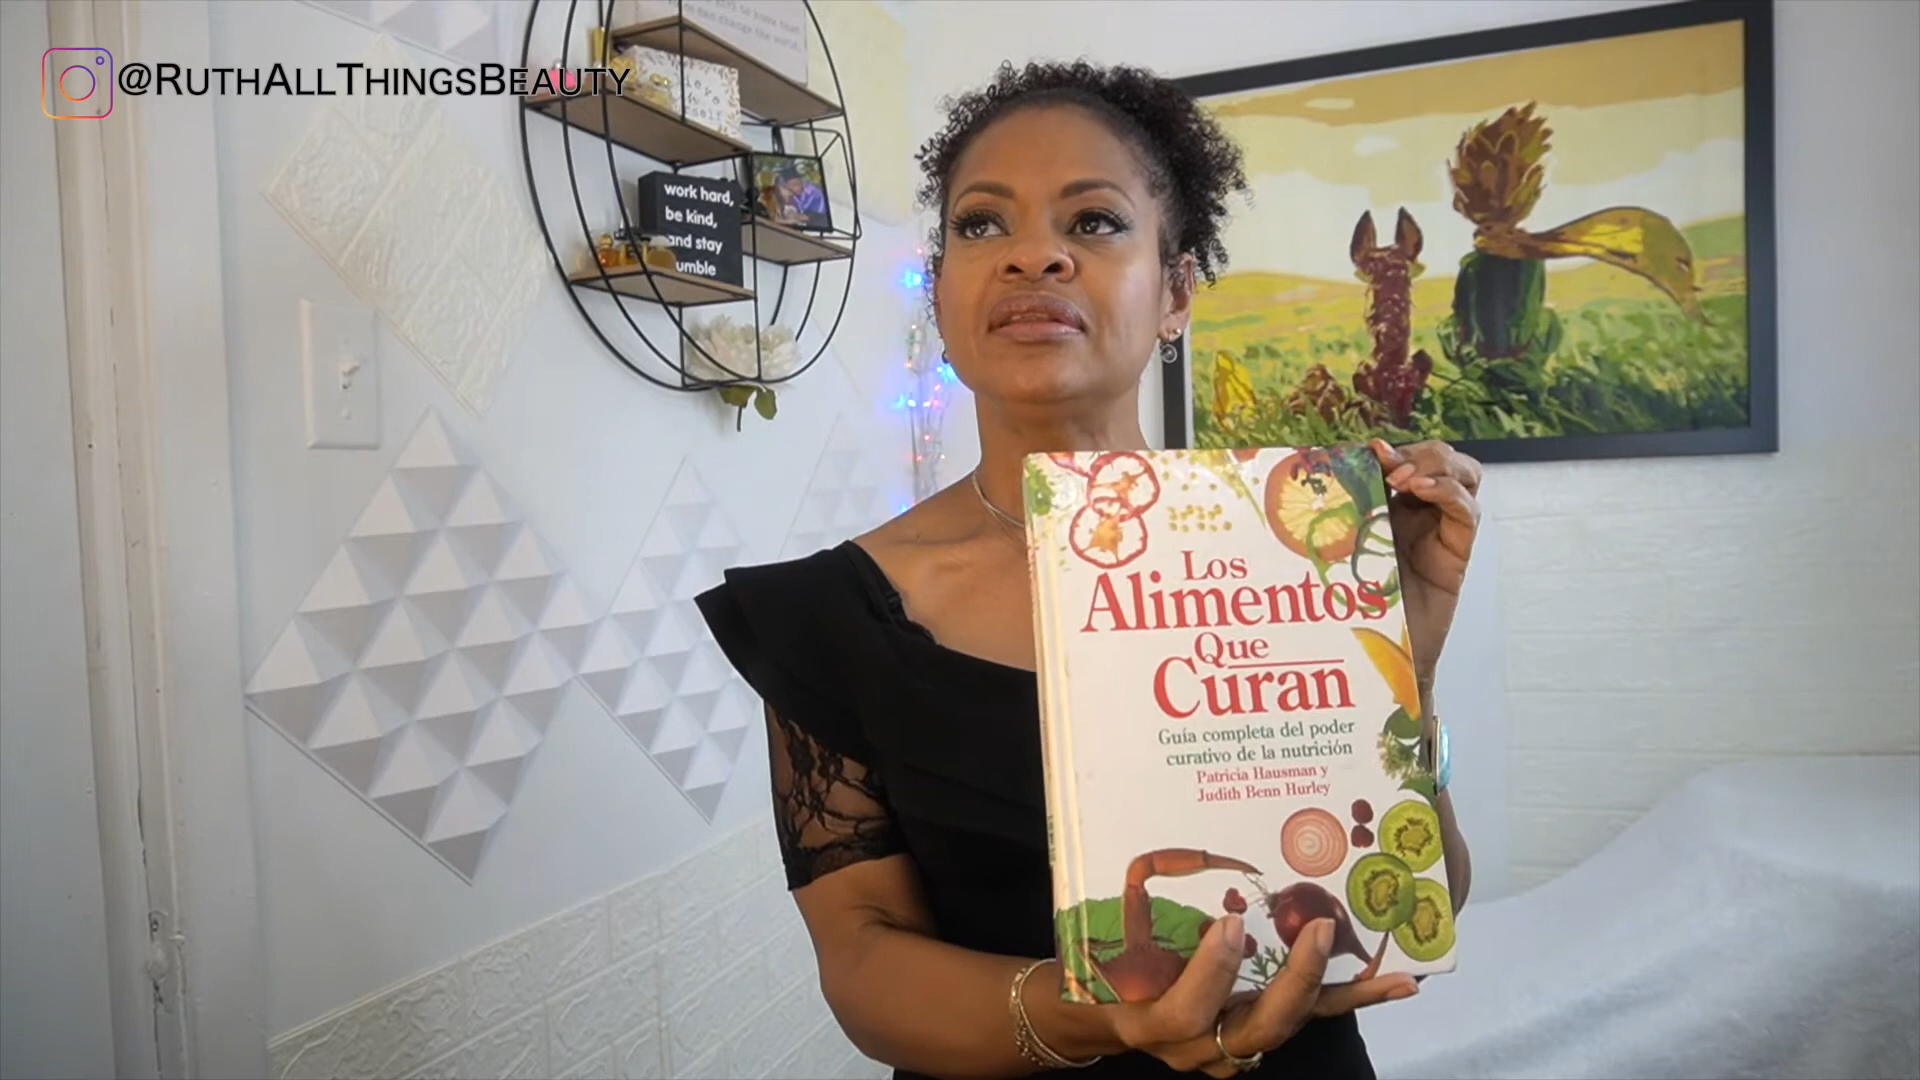 @RUTHALLTHINGSBEAUTY
work hard,
be kind,
and stay
umble
Los
Alimentos
Que
Curan
Guía completa del poder
curativo de la nutrición
Patricia Hausman y
Judith Benn Hurley